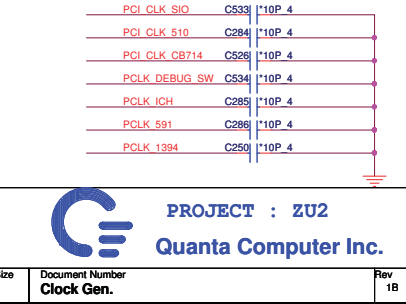 PCI_CLK_SIO C533 *10P_4
PCI_CLK_510 C284 *10P_4
PCI_CLK_CB714 C526 *10P_4
PCLK_DEBUG_SW C534 *10P_4
PCLK_ICH C285 *10P_4
PCLK_591 C286 *10P_4
PCLK_1394 C250 *10P_4
PROJECT : ZU2
Quanta Computer Inc.
ize Document Number Rev
Clock Gen. 1B